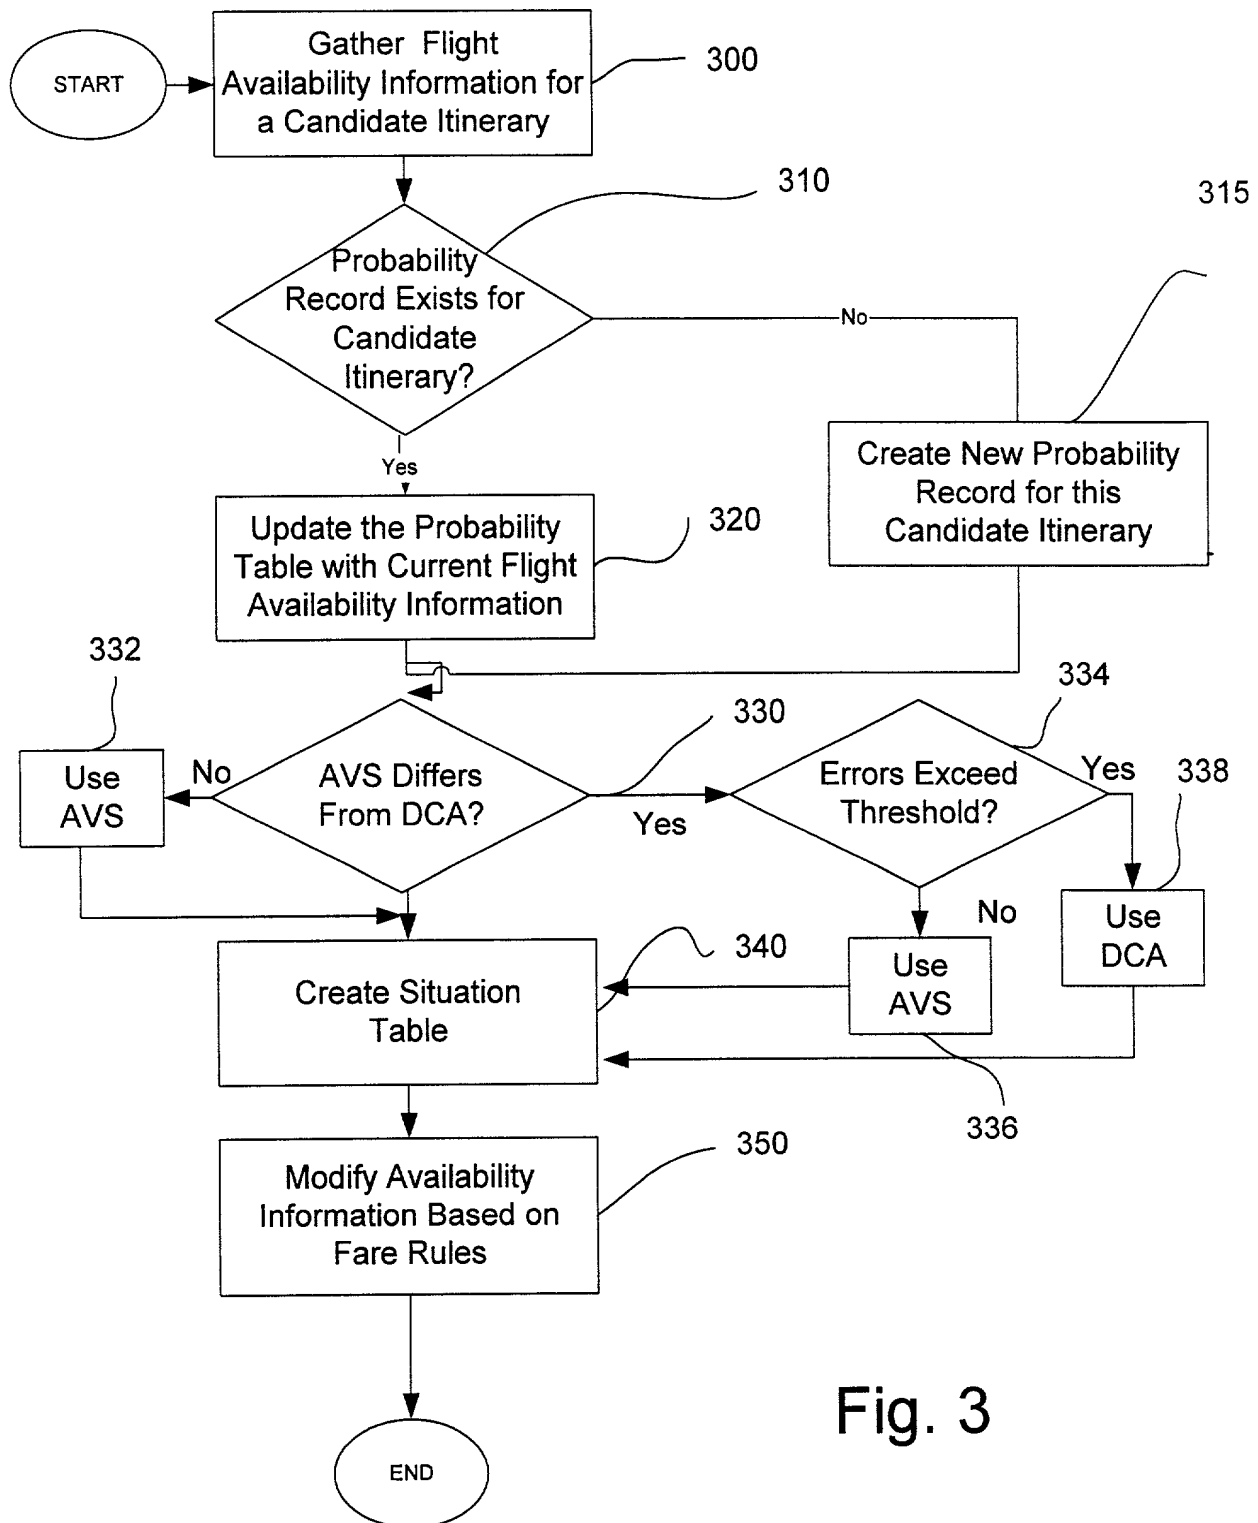 START
Gather Flight
Availability Information for
a Candidate Itinerary
300
310
315
Probability
Record Exists for
Candidate
Itinerary?
No
Yes
Create New Probability
Record for this
Candidate Itinerary
Update the Probability
Table with Current Flight
Availability Information
320
332
334
330
338
Use
AVS
No
AVS Differs
From DCA?
Yes
Errors Exceed
Threshold?
Yes
No
Use
DCA
Use
AVS
340
Create Situation
Table
336
350
Modify Availability
Information Based on
Fare Rules
END
Fig. 3